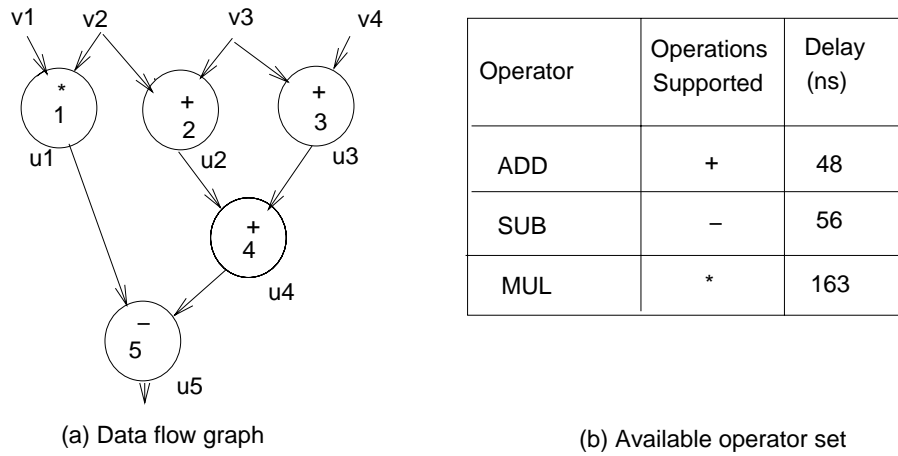 v1 v2 v3 v4
* + +
1 2 3
u1 u2 u3
+
4
u4
–
5
u5
(a) Data flow graph
Operator Operations Supported Delay (ns)
ADD + 48
SUB – 56
MUL * 163
(b) Available operator set